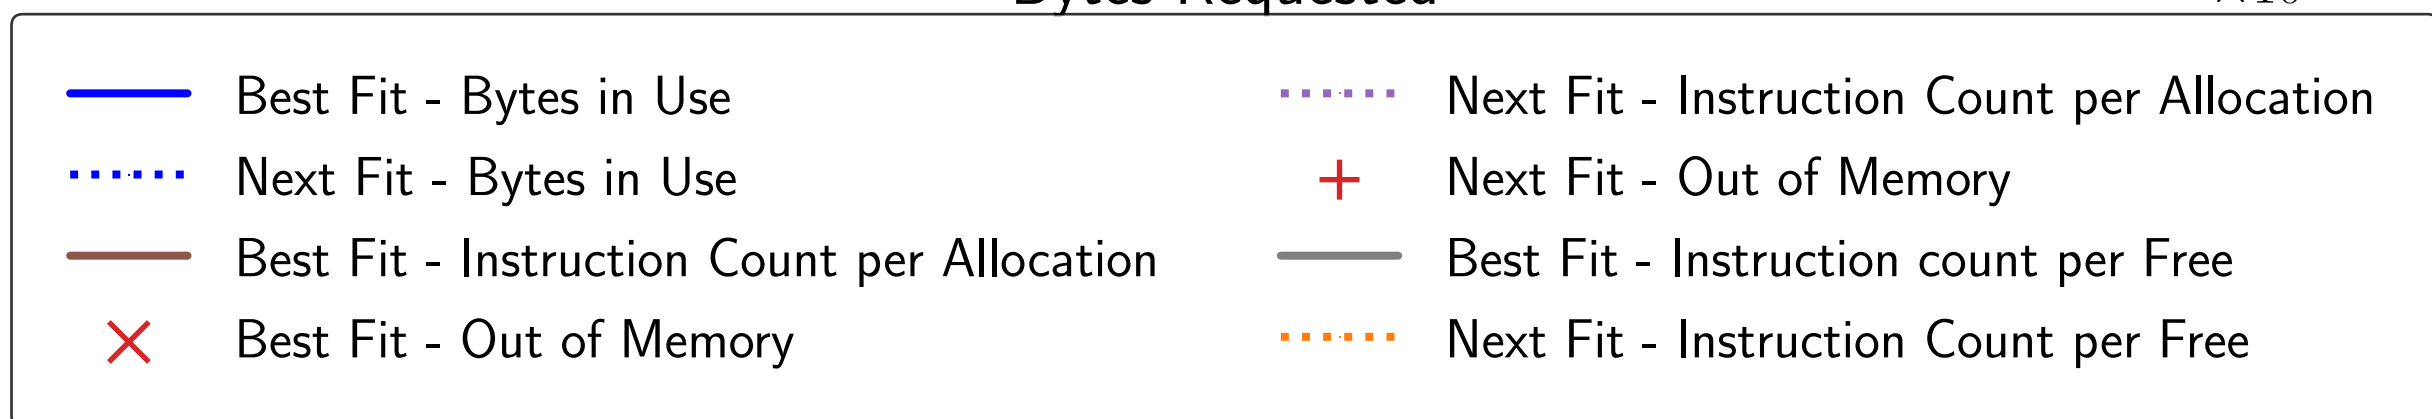 Bytes Requested
Best Fit - Bytes in Use
Next Fit - Bytes in Use
Best Fit - Instruction Count per Allocation
Best Fit - Out of Memory
Next Fit - Instruction Count per Allocation
Next Fit - Out of Memory
Best Fit - Instruction count per Free
Next Fit - Instruction Count per Free